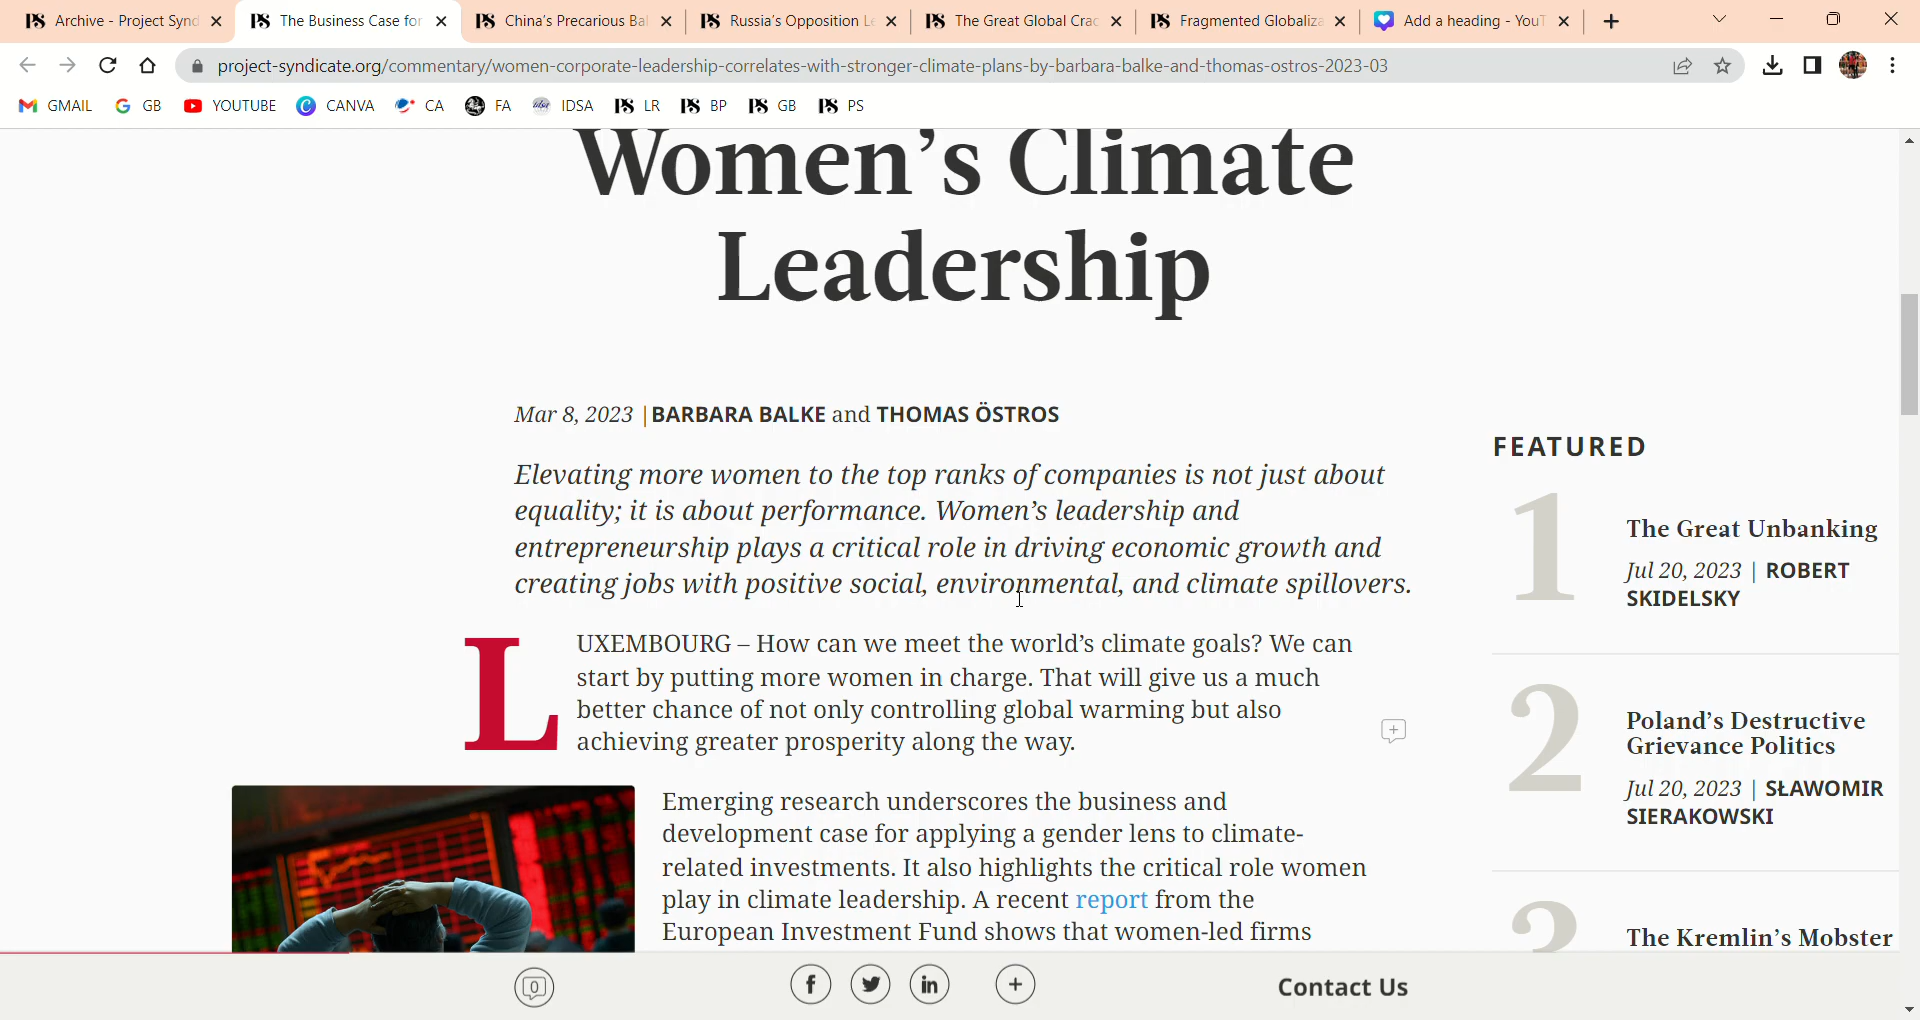 Archive - Project Synd
The Business Case for
China's Precarious Bal
Russia's Opposition Le
The Great Global Crac
Fragmented Globaliza
Add a heading - YouT
project-syndicate.org/commentary/women-corporate-leadership-correlates-with-stronger-climate-plans-by-barbara-balke-and-thomas-ostros-2023-03
GMAIL GB YOUTUBE CANVA CA FA IDSA PS LR PS BP PS GB PS PS
Women's Climate
Leadership
Mar 8, 2023 | BARBARA BALKE and THOMAS ÖSTROS
Elevating more women to the top ranks of companies is not just about
equality; it is about performance. Women's leadership and
entrepreneurship plays a critical role in driving economic growth and
creating jobs with positive social, environmental, and climate spillovers.
LUXEMBOURG – How can we meet the world's climate goals? We can
start by putting more women in charge. That will give us a much
better chance of not only controlling global warming but also
achieving greater prosperity along the way.
Emerging research underscores the business and
development case for applying a gender lens to climate-
related investments. It also highlights the critical role women
play in climate leadership. A recent report from the
European Investment Fund shows that women-led firms
FEATURED
1
The Great Unbanking
Jul 20, 2023 | ROBERT
SKIDELSKY
2
Poland's Destructive
Grievance Politics
Jul 20, 2023 | SŁAWOMIR
SIERAKOWSKI
3
The Kremlin's Mobster
0
Contact Us